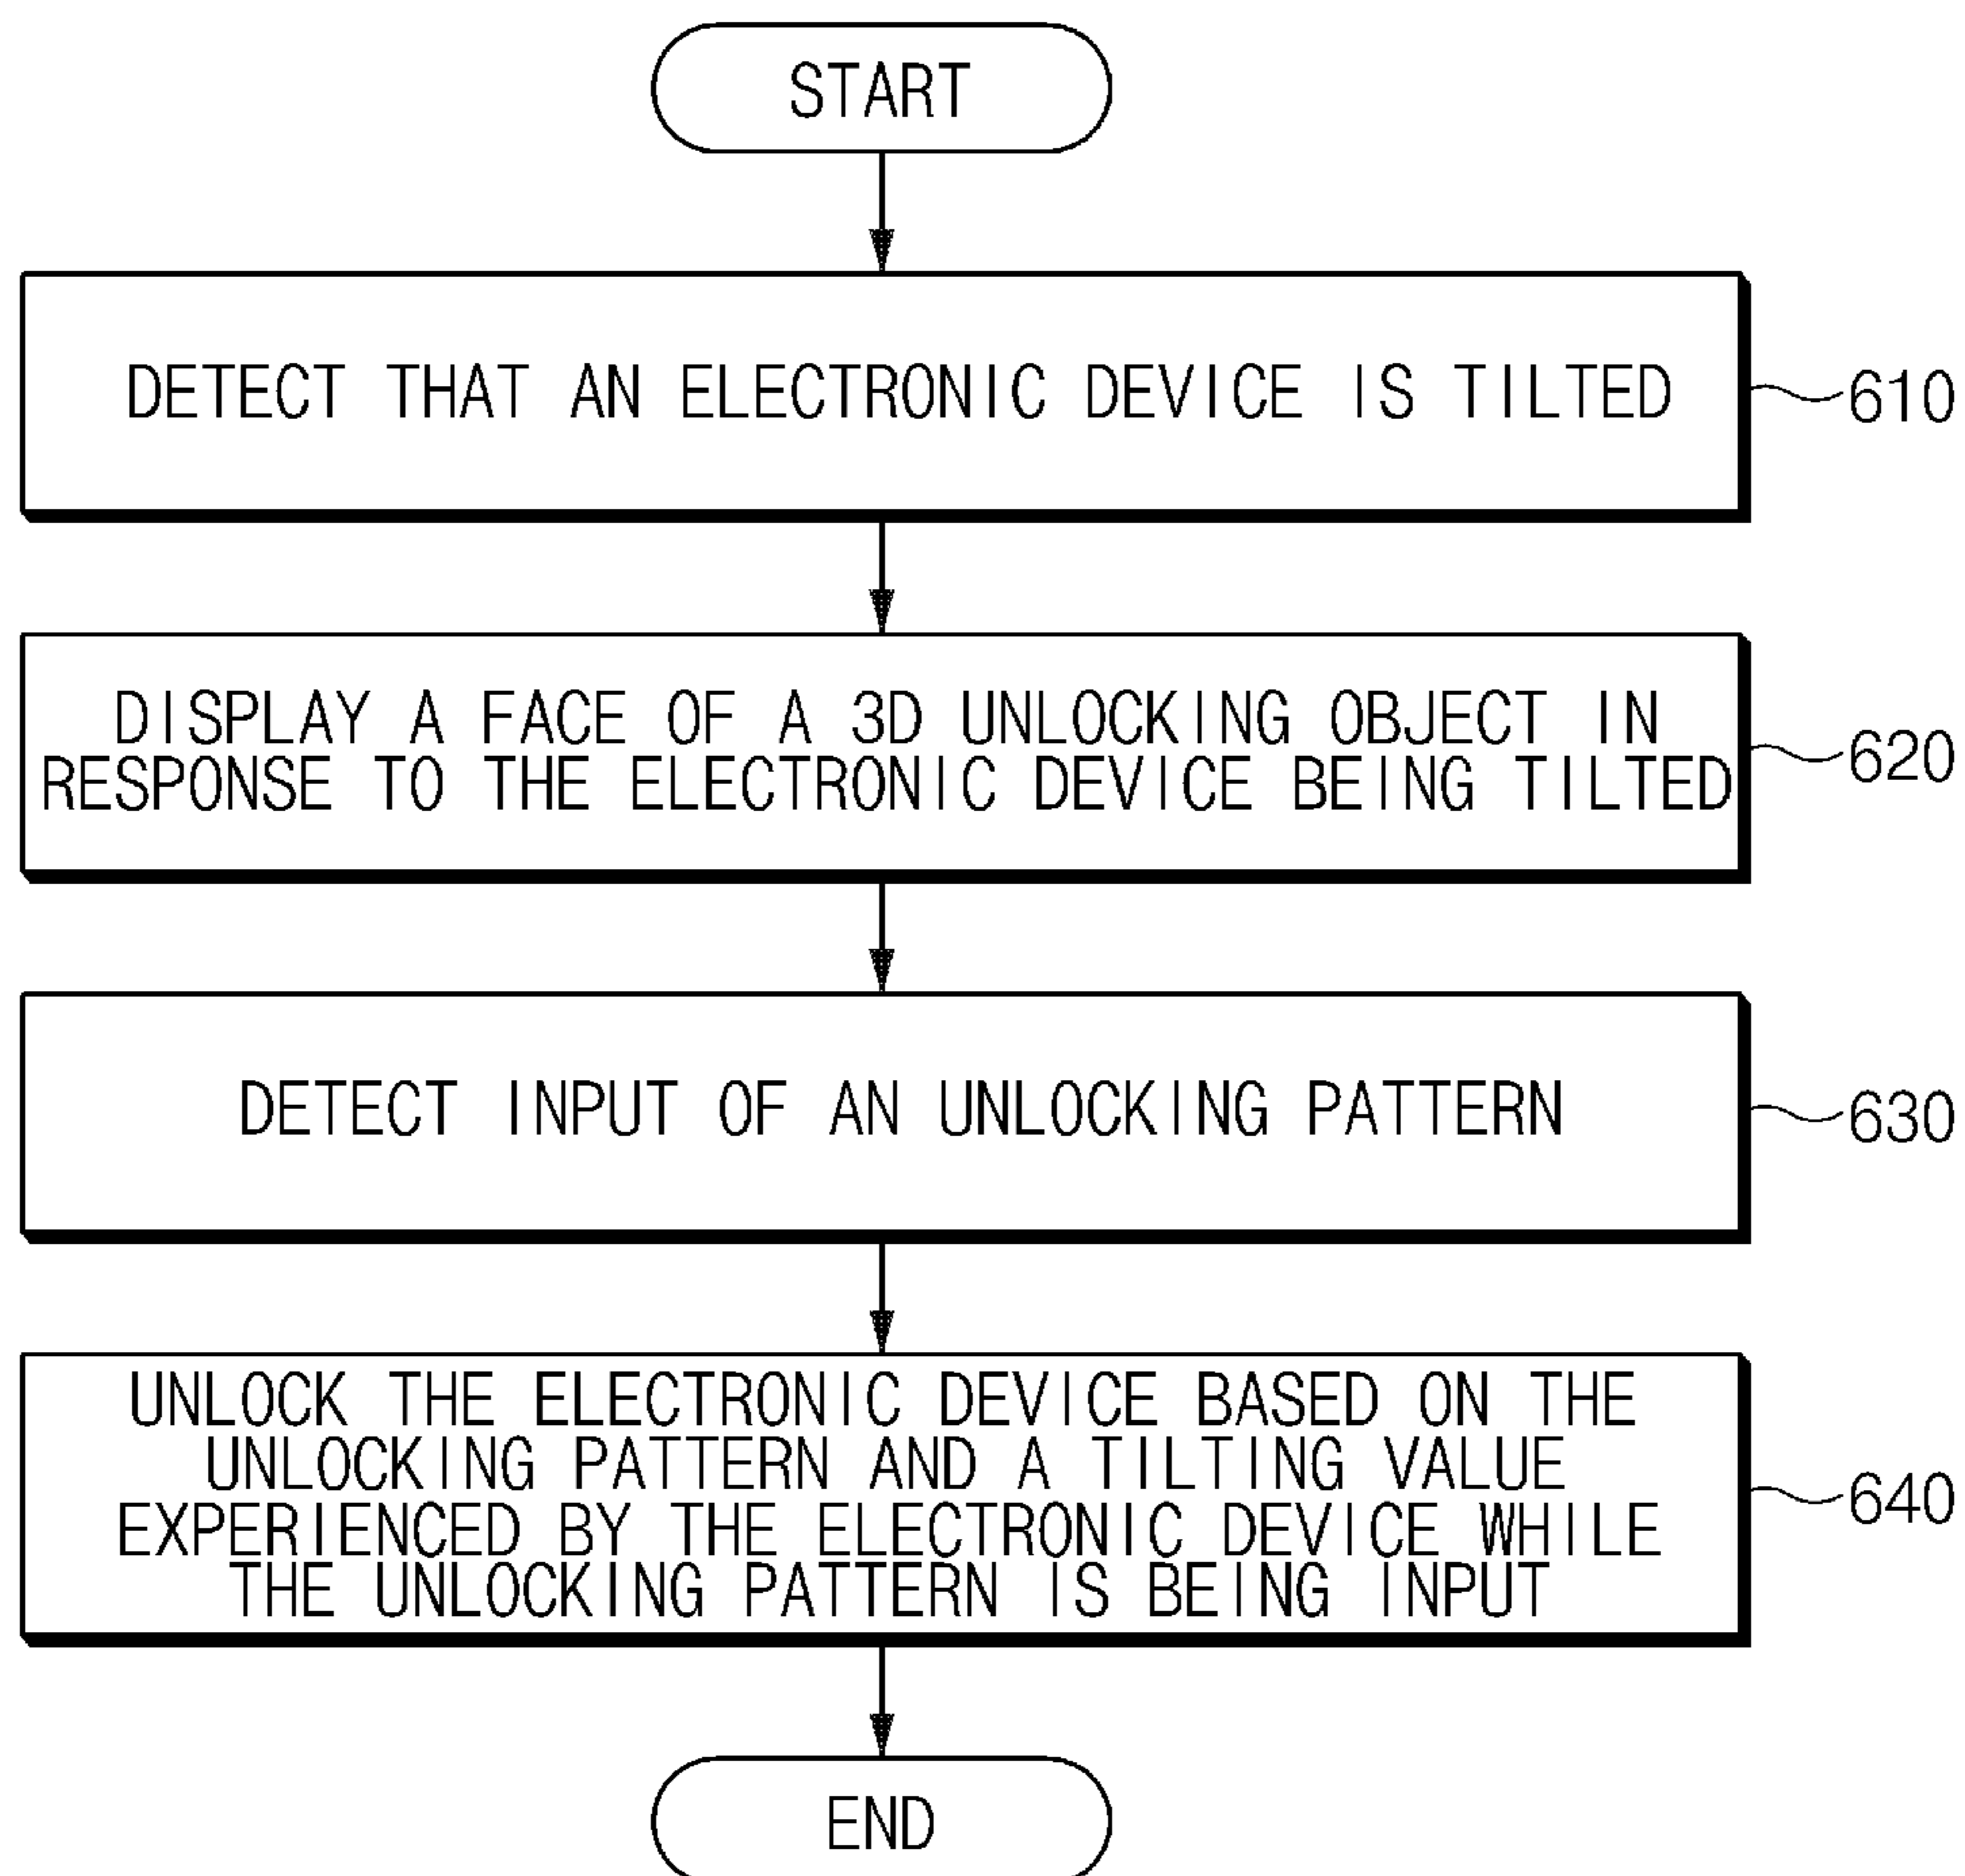 START
DETECT THAT AN ELECTRONIC DEVICE IS TILTED
610
DISPLAY A FACE OF A 3D UNLOCKING OBJECT IN
RESPONSE TO THE ELECTRONIC DEVICE BEING TILTED
620
DETECT INPUT OF AN UNLOCKING PATTERN
630
UNLOCK THE ELECTRONIC DEVICE BASED ON THE
UNLOCKING PATTERN AND A TILTING VALUE
EXPERIENCED BY THE ELECTRONIC DEVICE WHILE
THE UNLOCKING PATTERN IS BEING INPUT
640
END